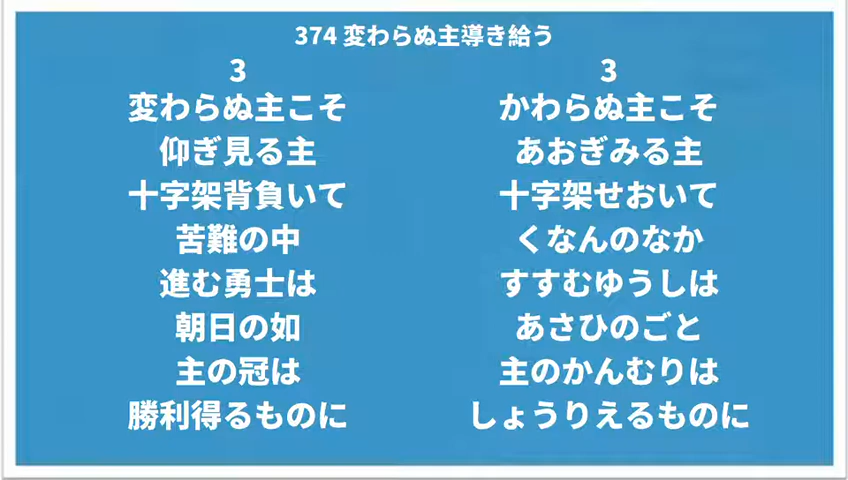 374 変わらぬ主導き給う
3
変わらぬ主こそ
仰ぎ見る主
十字架背負いて
苦難の中
進む勇士は
朝日の如
主の冠は
勝利得るものに
3
かわらぬ主こそ
あおぎみる主
十字架せおいて
くなんのなか
すすむゆうしは
あさひのごと
主のかんむりは
しょうりえるものに